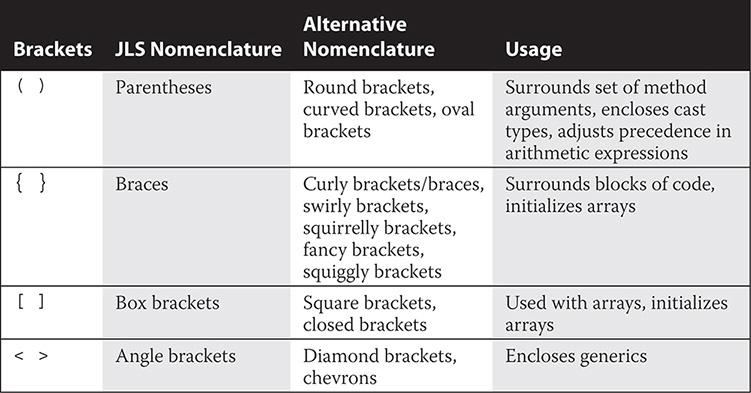 Brackets JLS Nomenclature Alternative Nomenclature Usage
( ) Parentheses Round brackets, Surrounds set of method
curved brackets, oval arguments, encloses cast
brackets types, adjusts precedence in
arithmetic expressions
{ } Braces Curly brackets/braces, Surrounds blocks of code,
swirly brackets, initializes arrays
squirrelly brackets,
fancy brackets,
squiggly brackets
[ ] Box brackets Square brackets, Used with arrays, initializes
closed brackets arrays
< > Angle brackets Diamond brackets, Encloses generics
chevrons